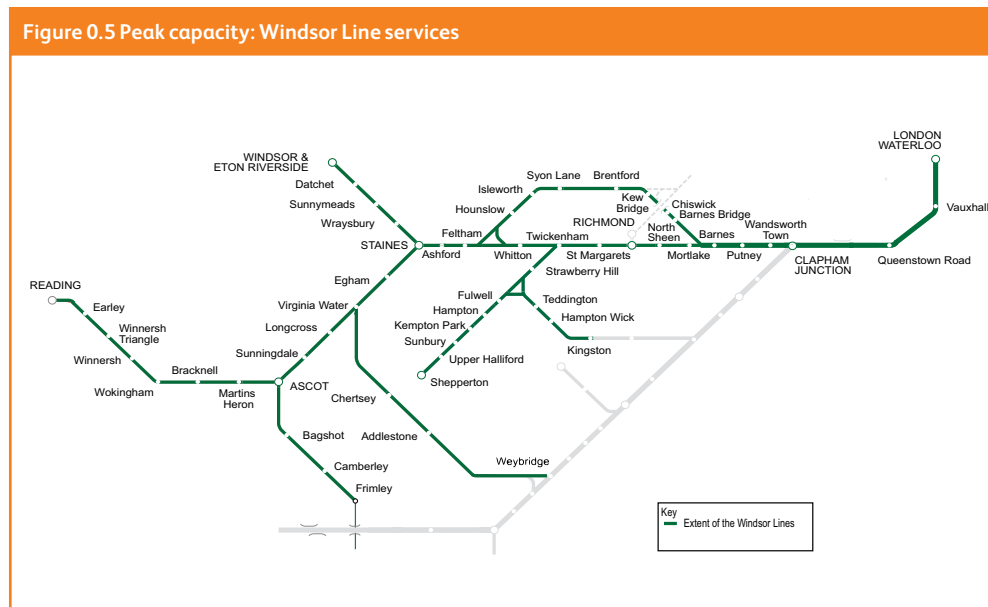 Figure 0.5 Peak capacity: Windsor Line services
LONDON
WATERLOO
WINDSOR &
ETON RIVERSIDE
Datchet
Sunnymeads
Wraysbury
STAINES
Syon Lane
Brentford
Isleworth
Hounslow
Feltham
Ashford
Whitton
Twickenham
Kew
Bridge
Chiswick
Barnes Bridge
RICHMOND
North
Sheen
St Margarets
Mortlake
Barnes
Putney
Wandsworth
Town
CLAPHAM
JUNCTION
Queenstown Road
Vauxhall
Strawberry Hill
Fulwell
Hampton
Kempton Park
Sunbury
Upper Halliford
Shepperton
Teddington
Hampton Wick
Kingston
Egham
Virginia Water
Longcross
Sunningdale
ASCOT
READING
Earley
Winnersh
Triangle
Winnersh
Wokingham
Bracknell
Martins
Heron
Chertsey
Addlestone
Weybridge
Bagshot
Camberley
Frimley
Key
Extent of the Windsor Lines